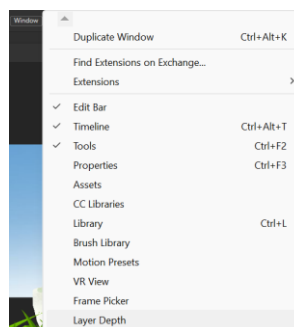 Window
Duplicate Window Ctrl+Alt+K
Find Extensions on Exchange...
Extensions
Edit Bar
Timeline Ctrl+Alt+T
Tools Ctrl+F2
Properties Ctrl+F3
Assets
CC Libraries
Library Ctrl+L
Brush Library
Motion Presets
VR View
Frame Picker
Layer Depth